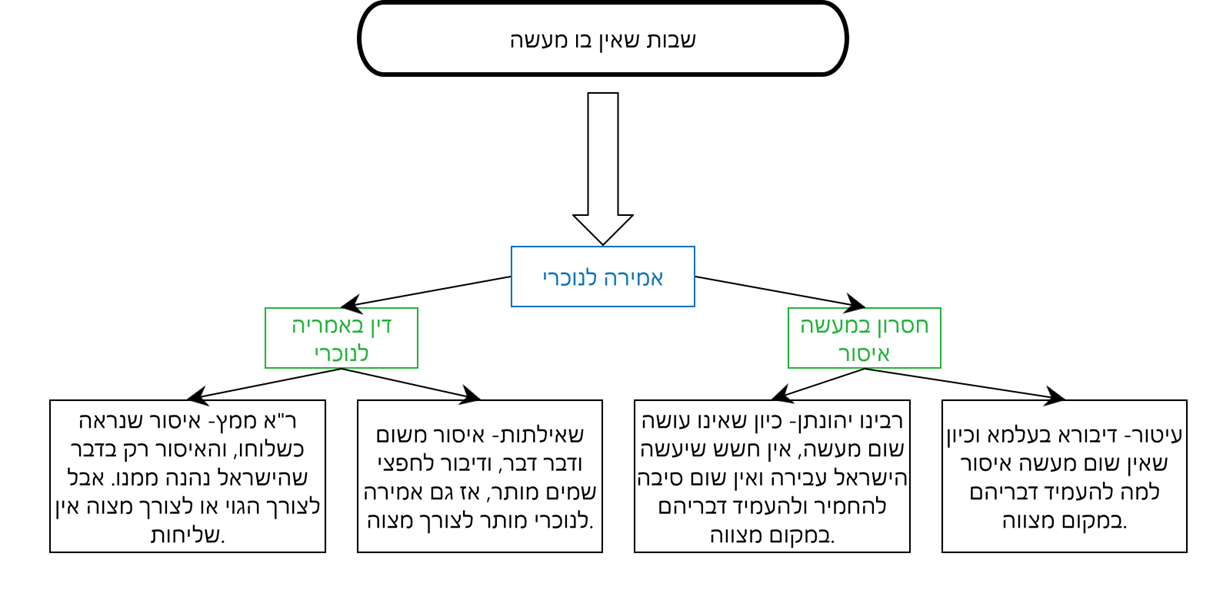 שבות שאין בו מעשה
אמירה לנוכרי
חסרון במעשה
איסור
דין באמריה
לנוכרי
עיטור- דיבורא בעלמא וכיון
שאין שום מעשה איסור
למה להעמיד דבריהם
במקום מצווה.
רבינו יהונתן- כיון שאינו עושה
שום מעשה, אין חשש שיעשה
הישראל עבירה ואין שום סיבה
להחמיר ולהעמיד דבריהם
במקום מצווה.
שאילתות- איסור משום
ודבר דבר, ודיבור לחפצי
שמים מותר, אז גם אמירה
לנוכרי מותר לצורך מצוה.
ר"א ממץ- איסור שנראה
כשלוחו, והאיסור רק בדבר
שהישראל נהנה ממנו. אבל
לצורך הגוי או לצורך מצוה אין
שליחות.